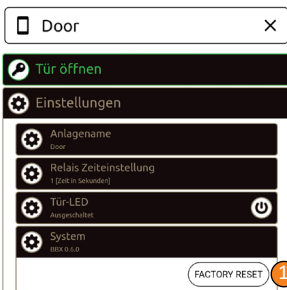 Door
Tür öffnen
Einstellungen
Anlagename
Door
Relais Zeiteinstellung
1 [Zeit in Sekunden]
Tür-LED
Ausgeschaltet
System
BBX 0.6.0
FACTORY RESET
1